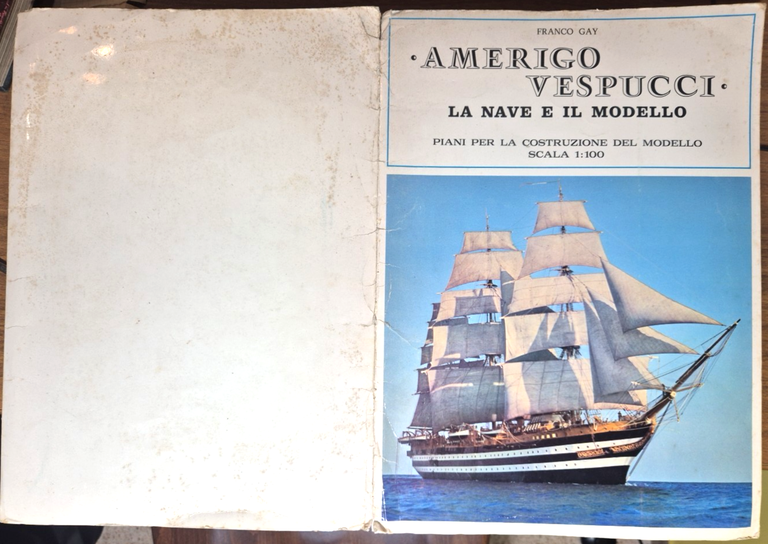 FRANCO GAY
"AMERIGO
VESPUCCI"
LA NAVE E IL MODELLO
PIANI PER LA COSTRUZIONE DEL MODELLO
SCALA 1:100